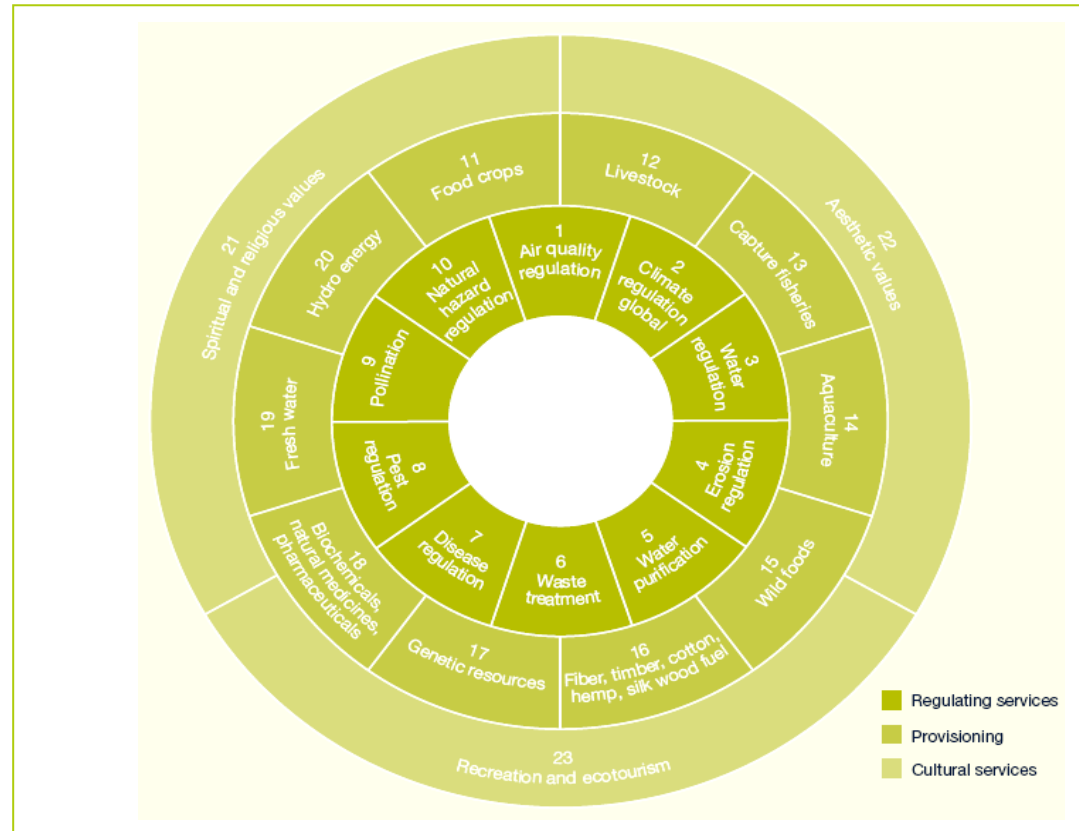 1
Air quality
regulation
2
Climate
regulation
global
3
Water
regulation
4
Erosion
regulation
5
Water
purification
6
Waste
treatment
7
Disease
regulation
8
Pest
regulation
9
Pollination
10
Natural
hazard
regulation
11
Food crops
12
Livestock
13
Capture fisheries
14
Aquaculture
15
Wild foods
16
Fiber, timber, cotton,
hemp, silk wood fuel
17
Genetic resources
18
Biochemicals,
natural medicines,
pharmaceuticals
19
Fresh water
20
Hydro energy
21
Spiritual and religious values
22
Aesthetic values
23
Recreation and ecotourism
Regulating services
Provisioning
Cultural services